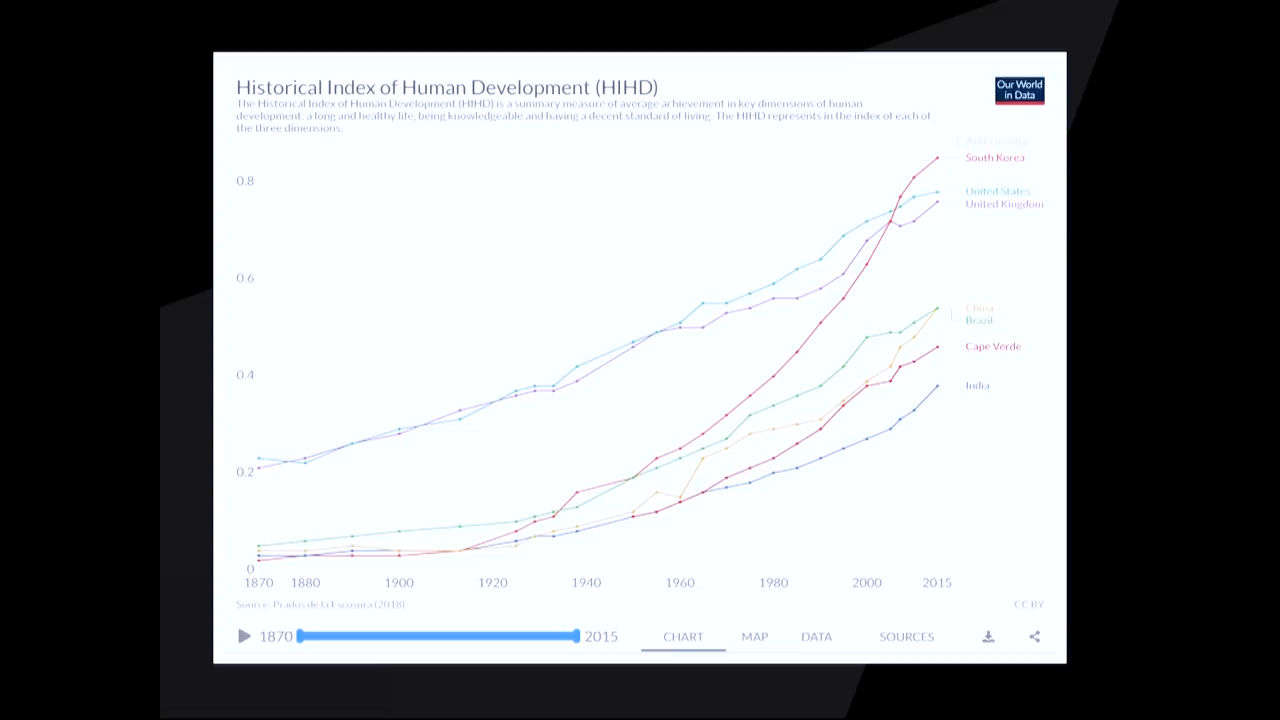 Historical Index of Human Development (HIHD)
The Historical Index of Human Development (HIHD) is a summary measure of average achievement in key dimensions of human
development: a long and healthy life, being knowledgeable and having a decent standard of living. The HIHD represents in the index of each of
the three dimensions.
Our World
in Data
Add country
South Korea
0.8
United States
United Kingdom
0.6
China
Brazil
Cape Verde
0.4
India
0.2
0
1870 1880 1900 1920 1940 1960 1980 2000 2015
Source: Prados de la Escosura (2018)
CC BY
1870 2015 CHART MAP DATA SOURCES